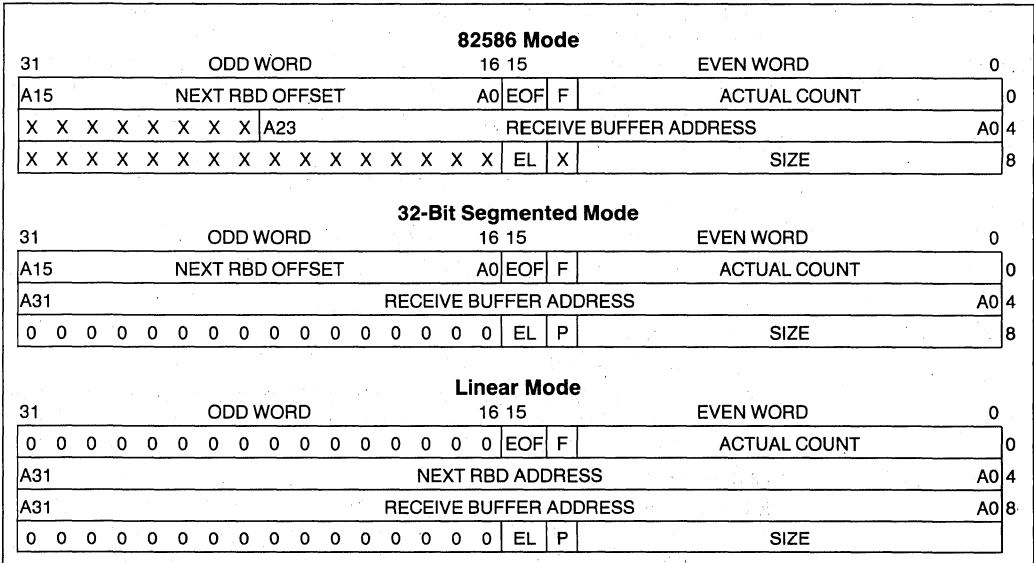 82586 Mode
31 ODD WORD 16 15 EVEN WORD 0
A15 NEXT RBD OFFSET A0 EOF F ACTUAL COUNT 0
X X X X X X X X A23 RECEIVE BUFFER ADDRESS A0 4
X X X X X X X X X X X X X X X X EL X SIZE 8
32-Bit Segmented Mode
31 ODD WORD 16 15 EVEN WORD 0
A15 NEXT RBD OFFSET A0 EOF F ACTUAL COUNT 0
A31 RECEIVE BUFFER ADDRESS A0 4
0 0 0 0 0 0 0 0 0 0 0 0 0 0 0 0 EL P SIZE 8
Linear Mode
31 ODD WORD 16 15 EVEN WORD 0
0 0 0 0 0 0 0 0 0 0 0 0 0 0 0 0 EOF F ACTUAL COUNT 0
A31 NEXT RBD ADDRESS A0 4
A31 RECEIVE BUFFER ADDRESS A0 8
0 0 0 0 0 0 0 0 0 0 0 0 0 0 0 0 EL P SIZE